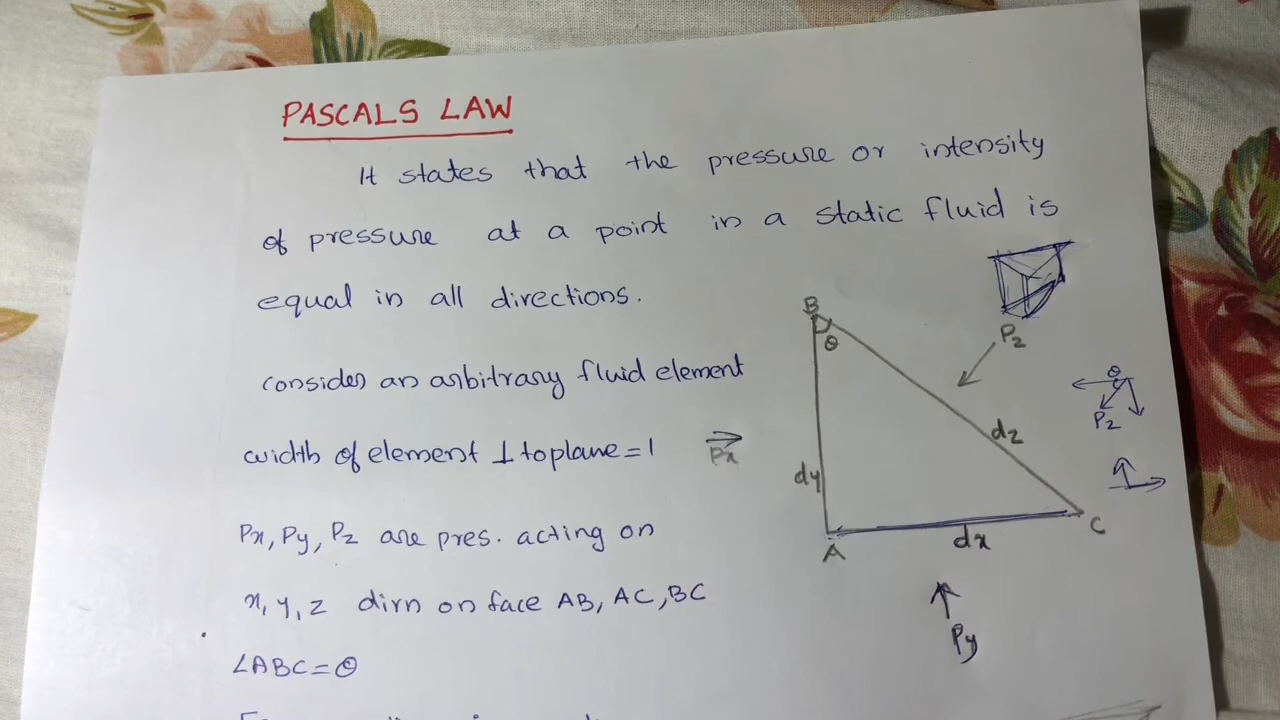 PASCALS LAW
It states that the pressure or intensity
of pressure at a point in a static fluid is
equal in all directions.
consider an arbitrary fluid element
width of element ⊥ to plane = 1
Px, Py, Pz are pres. acting on
x, y, z dirn on face AB, AC, BC
∠ABC = θ
B
θ
Pz
dz
Px
dy
A
dx
C
Py
θ
Pz